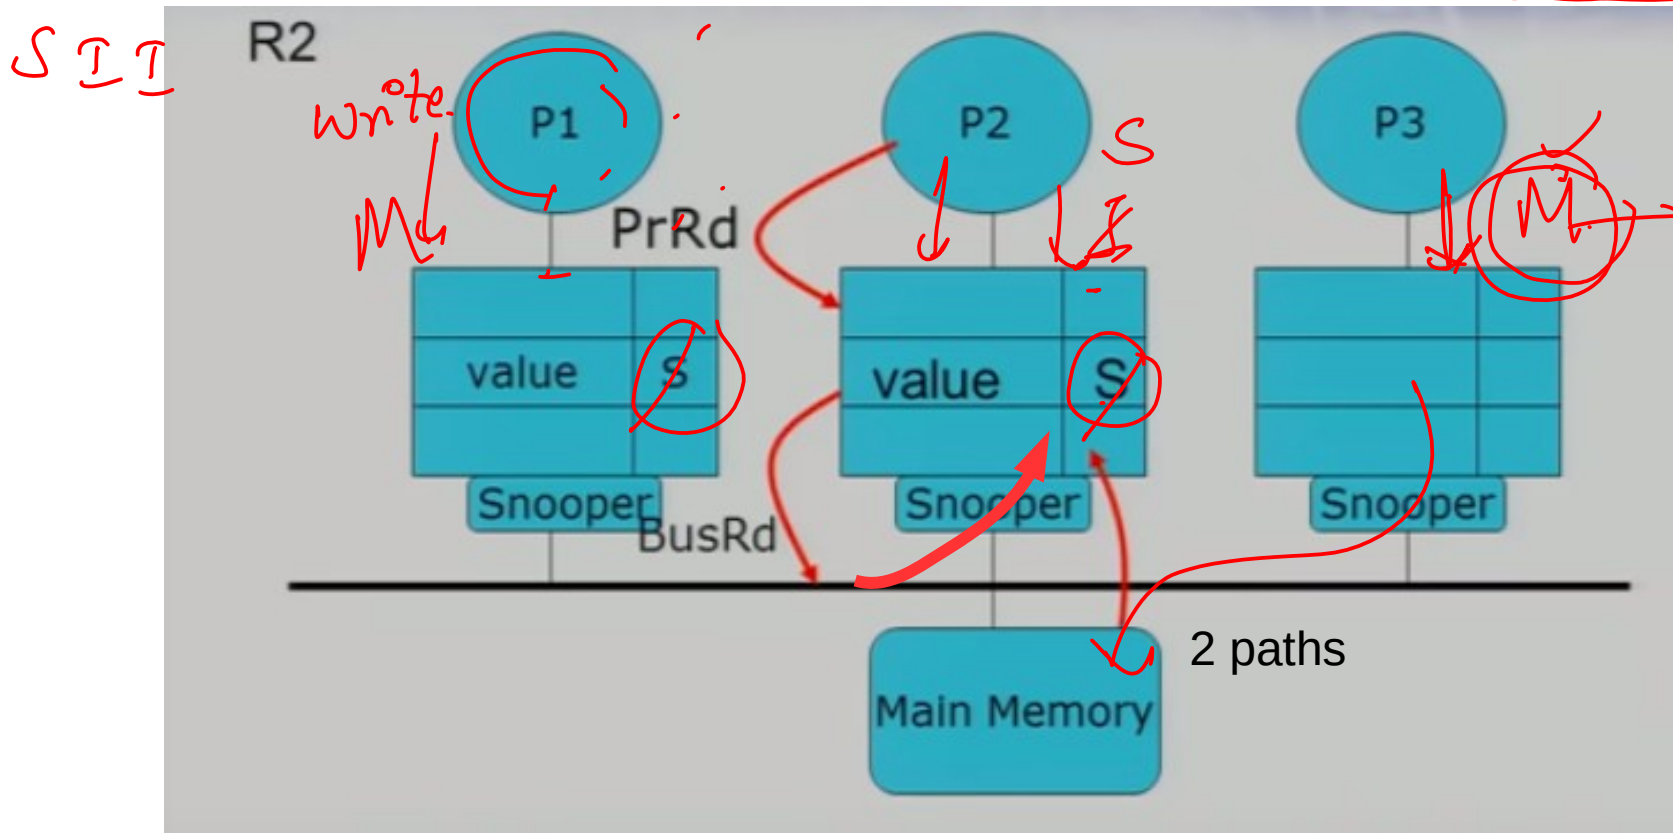 S I I
R2
write
P1
P2
P3
S
M
I
M
PrRd
value
S
value
S
Snooper
Snooper
Snooper
BusRd
2 paths
Main Memory